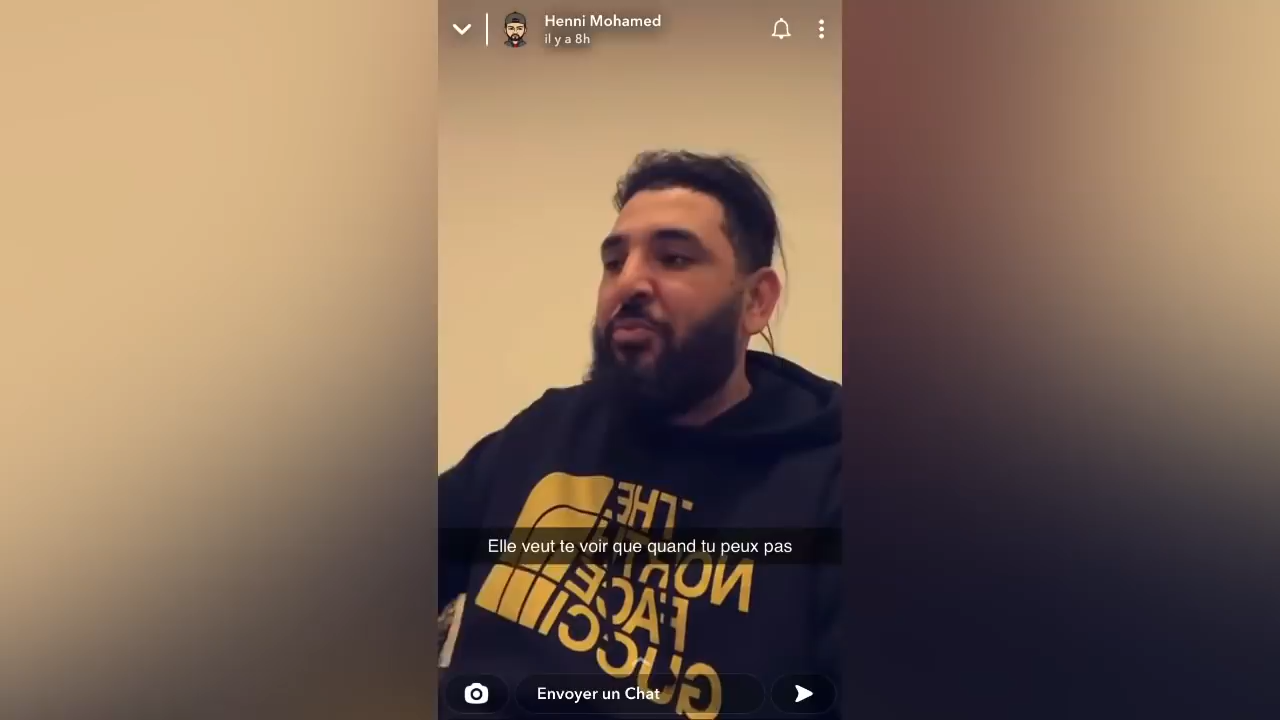 Henni Mohamed
il y a 8h
THE
NORTH
FACE
GUCCI
Elle veut te voir que quand tu peux pas
GUCCI
Envoyer un Chat